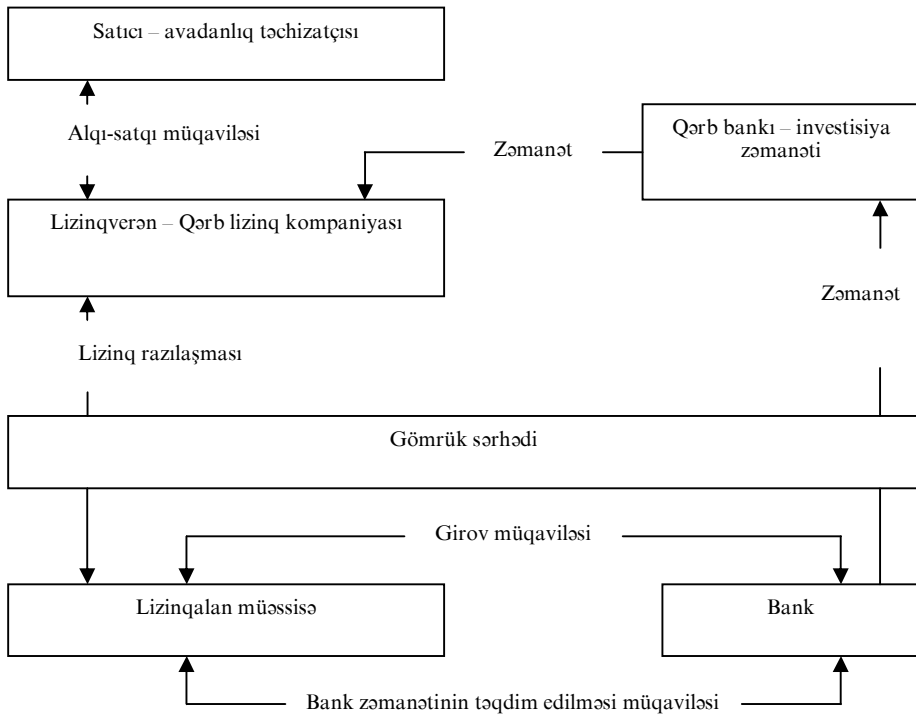 Satıcı – avadanlıq təchizatçısı
Alqı-satqı müqaviləsi
Zəmanət
Qərb bankı – investisiya
zəmanəti
Lizinqverən – Qərb lizinq kompaniyası
Zəmanət
Lizinq razılaşması
Gömrük sərhədi
Girov müqaviləsi
Lizinqalan müəssisə
Bank
Bank zəmanətinin təqdim edilməsi müqaviləsi